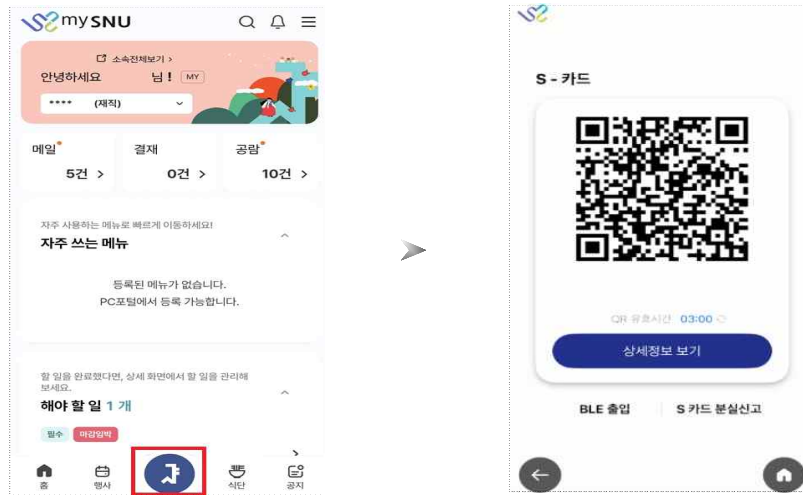 my SNU
소속전체보기 >
안녕하세요 님! MY
**** (재직)
메일 결재 공람
5건 > 0건 > 10건 >
자주 사용하는 메뉴로 빠르게 이동하세요!
자주 쓰는 메뉴
등록된 메뉴가 없습니다.
PC포털에서 등록 가능합니다.
할 일을 완료했다면, 상세 화면에서 할 일을 관리해
보세요.
해야 할 일 1 개
필수 마감임박
홈 행사 식단 공지
S - 카드
QR 유효시간 03:00
상세정보 보기
BLE 출입 S 카드 분실신고